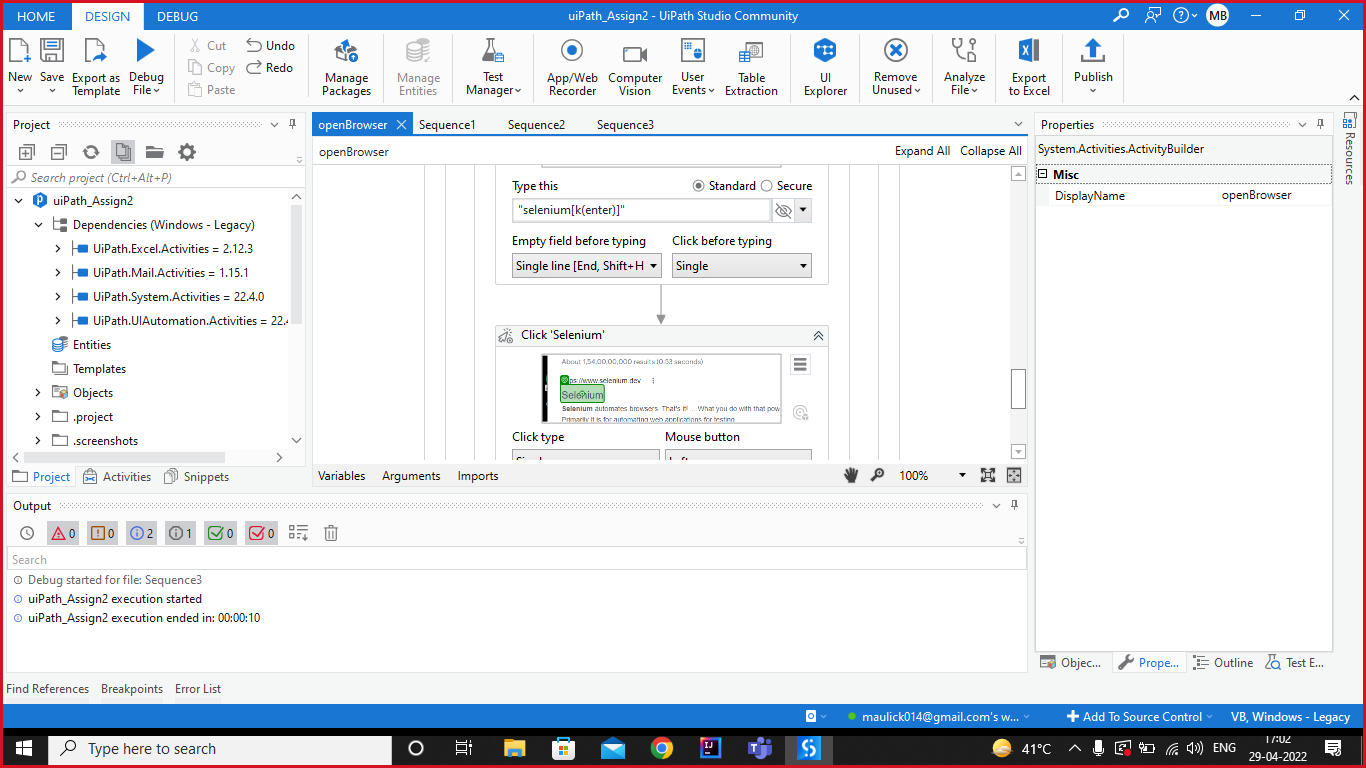 HOME DESIGN DEBUG uiPath_Assign2 - UiPath Studio Community MB
New Save Export as Template Debug File Cut Copy Paste Undo Redo Manage Packages Manage Entities Test Manager App/Web Recorder Computer Vision User Events Table Extraction UI Explorer Remove Unused Analyze File Export to Excel Publish
Project
Search project (Ctrl+Alt+P)
uiPath_Assign2
Dependencies (Windows - Legacy)
UiPath.Excel.Activities = 2.12.3
UiPath.Mail.Activities = 1.15.1
UiPath.System.Activities = 22.4.0
UiPath.UIAutomation.Activities = 22.4
Entities
Templates
Objects
.project
.screenshots
Project Activities Snippets
openBrowser Sequence1 Sequence2 Sequence3
openBrowser Expand All Collapse All
Type this Standard Secure
"selenium[k(enter)]"
Empty field before typing Click before typing
Single line [End, Shift+H Single
Click 'Selenium'
About 1,54,00,00,000 results (0.53 seconds)
ps://www.selenium.dev
Selenium
Selenium automates browsers. That's it! ... What you do with that pow
Primarily it is for automating web applications for testing
Click type Mouse button
Variables Arguments Imports 100%
Properties
System.Activities.ActivityBuilder
Misc
DisplayName openBrowser
Resources
Objec... Prope... Outline Test E...
Output
0 0 2 1 0 0
Search
Debug started for file: Sequence3
uiPath_Assign2 execution started
uiPath_Assign2 execution ended in: 00:00:10
Find References Breakpoints Error List
maulick014@gmail.com's w... Add To Source Control VB, Windows - Legacy
Type here to search 41°C ENG 17:02
29-04-2022